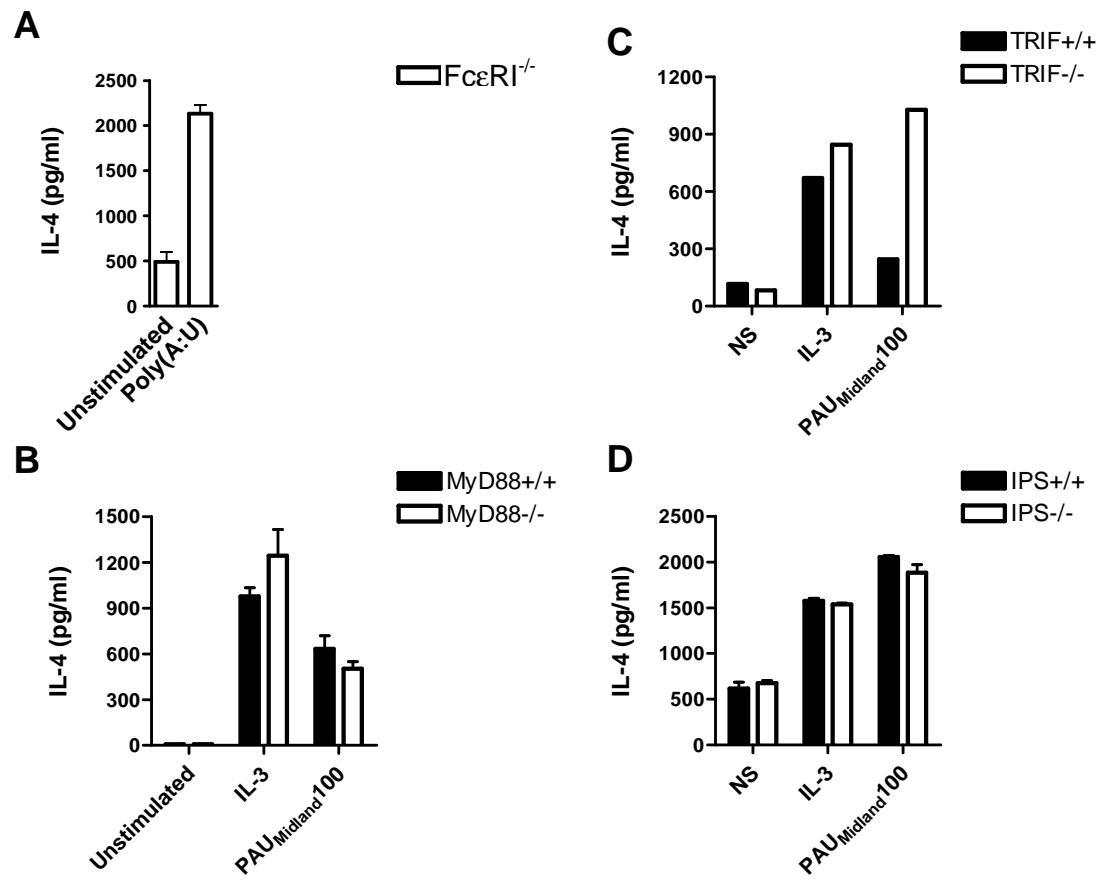 A
FcεRI-/-
IL-4 (pg/ml)
2500
2000
1500
1000
500
0
Unstimulated
Poly(A:U)
C
TRIF+/+
TRIF-/-
IL-4 (pg/ml)
1200
900
600
300
0
NS
IL-3
PAUMidland100
B
MyD88+/+
MyD88-/-
IL-4 (pg/ml)
1500
1200
900
600
300
0
Unstimulated
IL-3
PAUMidland100
D
IPS+/+
IPS-/-
IL-4 (pg/ml)
2500
2000
1500
1000
500
0
NS
IL-3
PAUMidland100